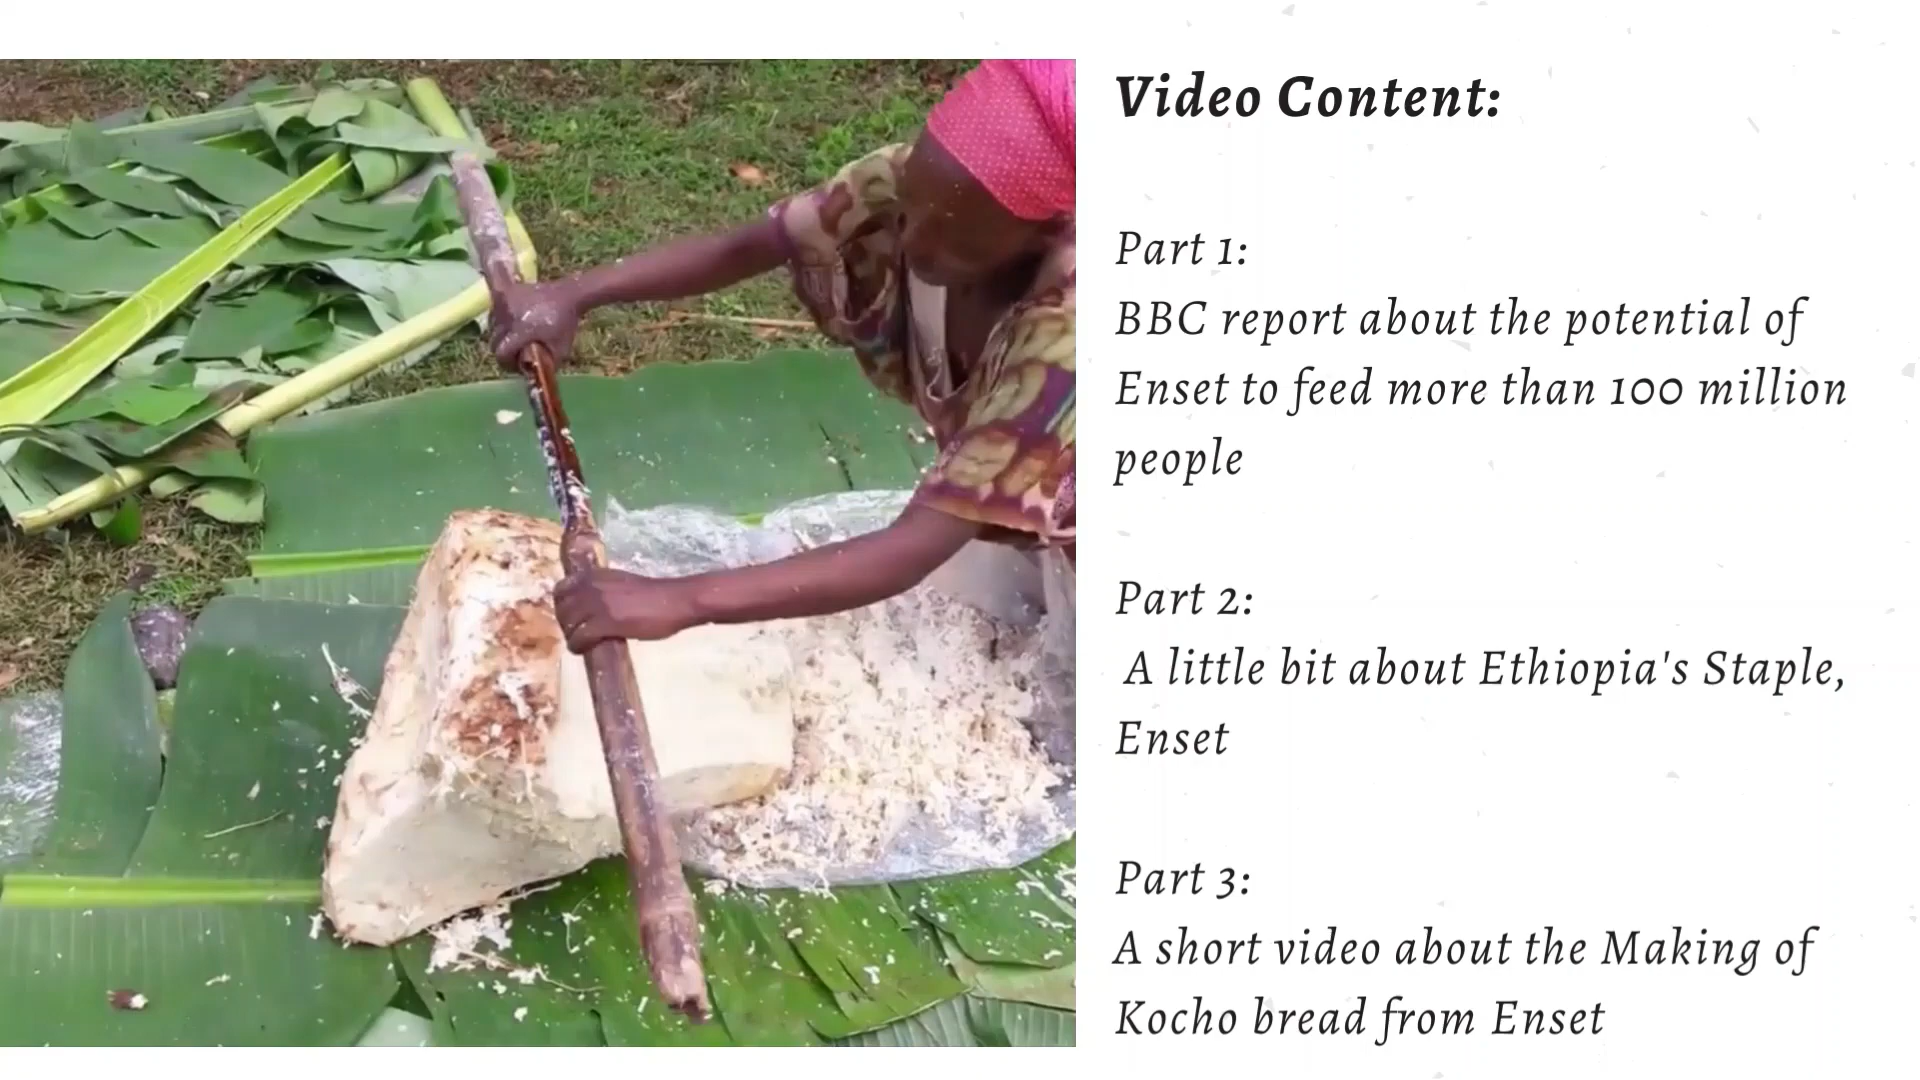 Video Content:
Part 1:
BBC report about the potential of
Enset to feed more than 100 million
people
Part 2:
A little bit about Ethiopia's Staple,
Enset
Part 3:
A short video about the Making of
Kocho bread from Enset